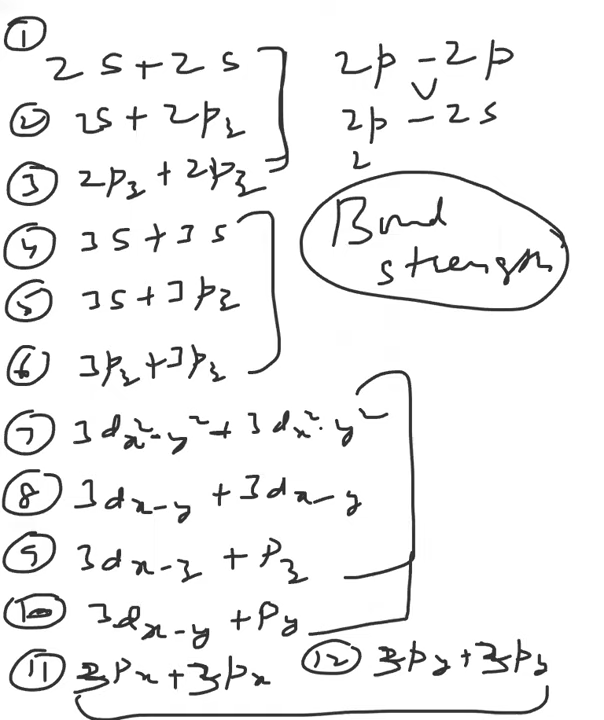 ①
2s + 2s
② 2s + 2pz
③ 2pz + 2pz
④ 3s + 3s
⑤ 3s + 3pz
⑥ 3pz + 3pz
⑦ 3dx²-y² + 3dx²-y²
⑧ 3dx-y + 3dx-y
⑨ 3dx-z + Pz
⑩ 3dx-y + Py
⑪ 3Px + 3Px
⑫ 3Py + 3Py
2p - 2p
v
2p - 2s
2
Bond
strength